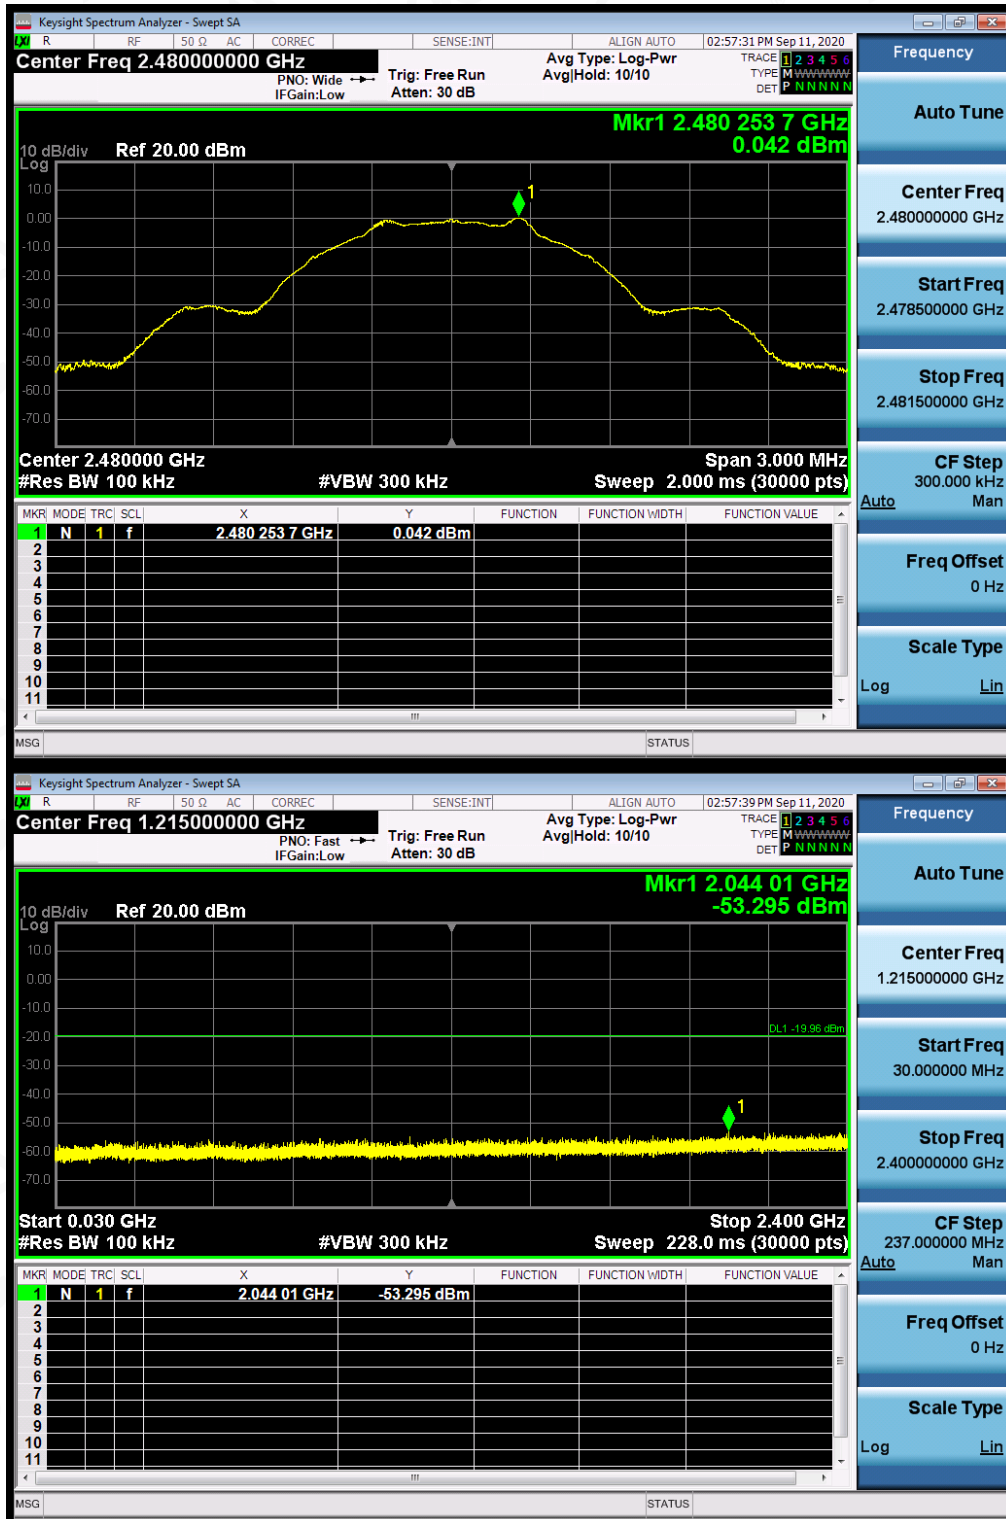 Keysight Spectrum Analyzer - Swept SA
LXI R RF 50 Ω AC CORREC SENSE:INT ALIGN AUTO 02:57:31 PM Sep 11, 2020
Center Freq 2.480000000 GHz
PNO: Wide
IFGain:Low
Trig: Free Run
Atten: 30 dB
Avg Type: Log-Pwr
Avg|Hold: 10/10
TRACE 1 2 3 4 5 6
TYPE M WWWWW
DET P N N N N N
Mkr1 2.480 253 7 GHz
0.042 dBm
10 dB/div Ref 20.00 dBm
Log
10.0
0.00
-10.0
-20.0
-30.0
-40.0
-50.0
-60.0
-70.0
1
Center 2.480000 GHz Span 3.000 MHz
#Res BW 100 kHz #VBW 300 kHz Sweep 2.000 ms (30000 pts)
MKR MODE TRC SCL X Y FUNCTION FUNCTION WIDTH FUNCTION VALUE
1 N 1 f 2.480 253 7 GHz 0.042 dBm
2
3
4
5
6
7
8
9
10
11
MSG STATUS
Frequency
Auto Tune
Center Freq
2.480000000 GHz
Start Freq
2.478500000 GHz
Stop Freq
2.481500000 GHz
CF Step
300.000 kHz
Auto Man
Freq Offset
0 Hz
Scale Type
Log Lin
Keysight Spectrum Analyzer - Swept SA
LXI R RF 50 Ω AC CORREC SENSE:INT ALIGN AUTO 02:57:39 PM Sep 11, 2020
Center Freq 1.215000000 GHz
PNO: Fast
IFGain:Low
Trig: Free Run
Atten: 30 dB
Avg Type: Log-Pwr
Avg|Hold: 10/10
TRACE 1 2 3 4 5 6
TYPE M WWWWW
DET P N N N N N
Mkr1 2.044 01 GHz
-53.295 dBm
10 dB/div Ref 20.00 dBm
Log
10.0
0.00
-10.0
-20.0
-30.0
-40.0
-50.0
-60.0
-70.0
DL1 -19.96 dBm
1
Start 0.030 GHz Stop 2.400 GHz
#Res BW 100 kHz #VBW 300 kHz Sweep 228.0 ms (30000 pts)
MKR MODE TRC SCL X Y FUNCTION FUNCTION WIDTH FUNCTION VALUE
1 N 1 f 2.044 01 GHz -53.295 dBm
2
3
4
5
6
7
8
9
10
11
MSG STATUS
Frequency
Auto Tune
Center Freq
1.215000000 GHz
Start Freq
30.000000 MHz
Stop Freq
2.400000000 GHz
CF Step
237.000000 MHz
Auto Man
Freq Offset
0 Hz
Scale Type
Log Lin